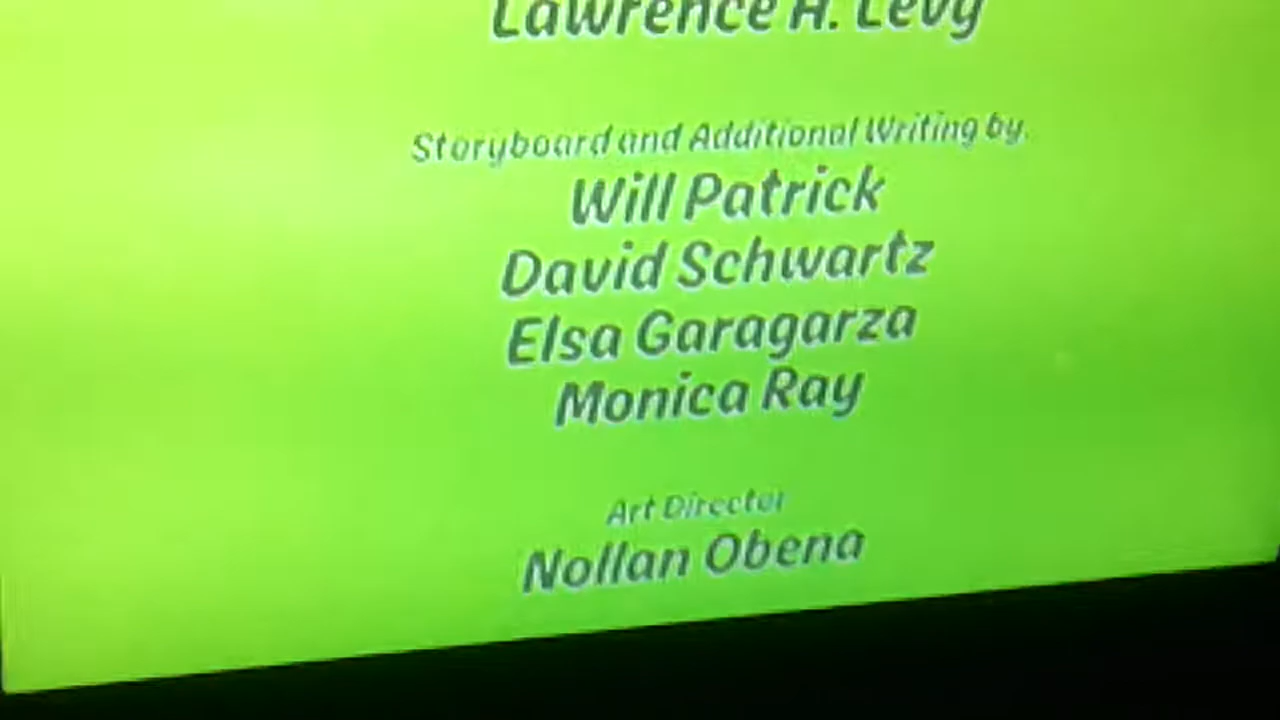 Lawrence A. Levy
Storyboard and Additional Writing by
Will Patrick
David Schwartz
Elsa Garagarza
Monica Ray
Art Director
Nollan Obena